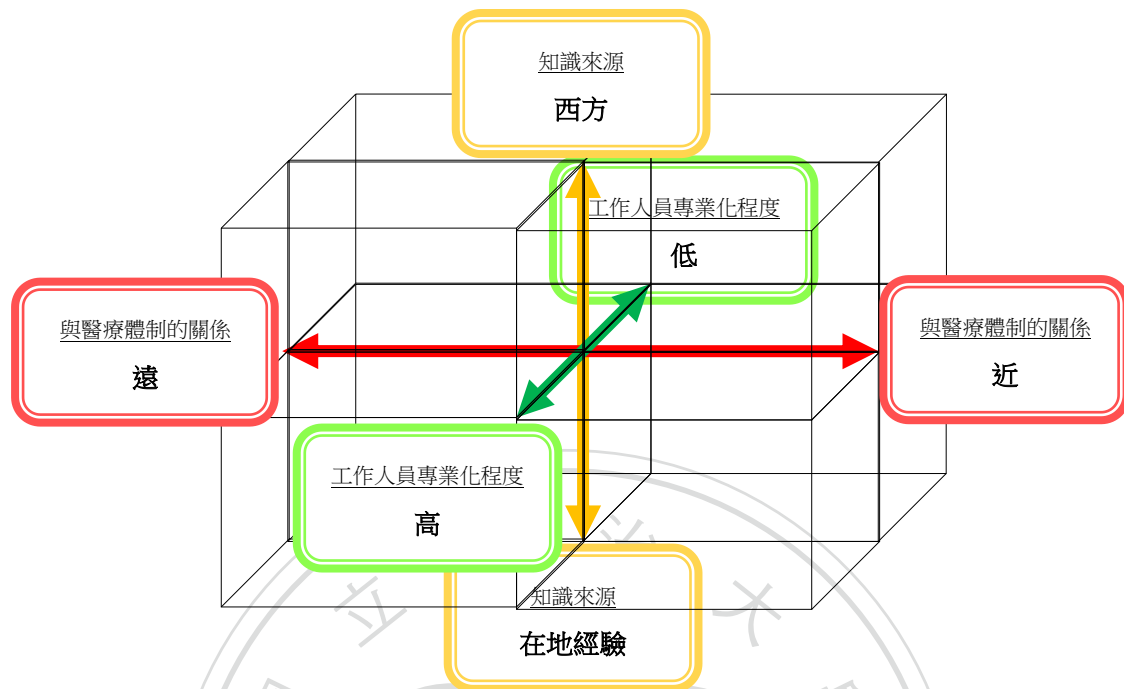 知識來源
西方
工作人員專業化程度
低
與醫療體制的關係
遠
與醫療體制的關係
近
工作人員專業化程度
高
知識來源
在地經驗
立
大